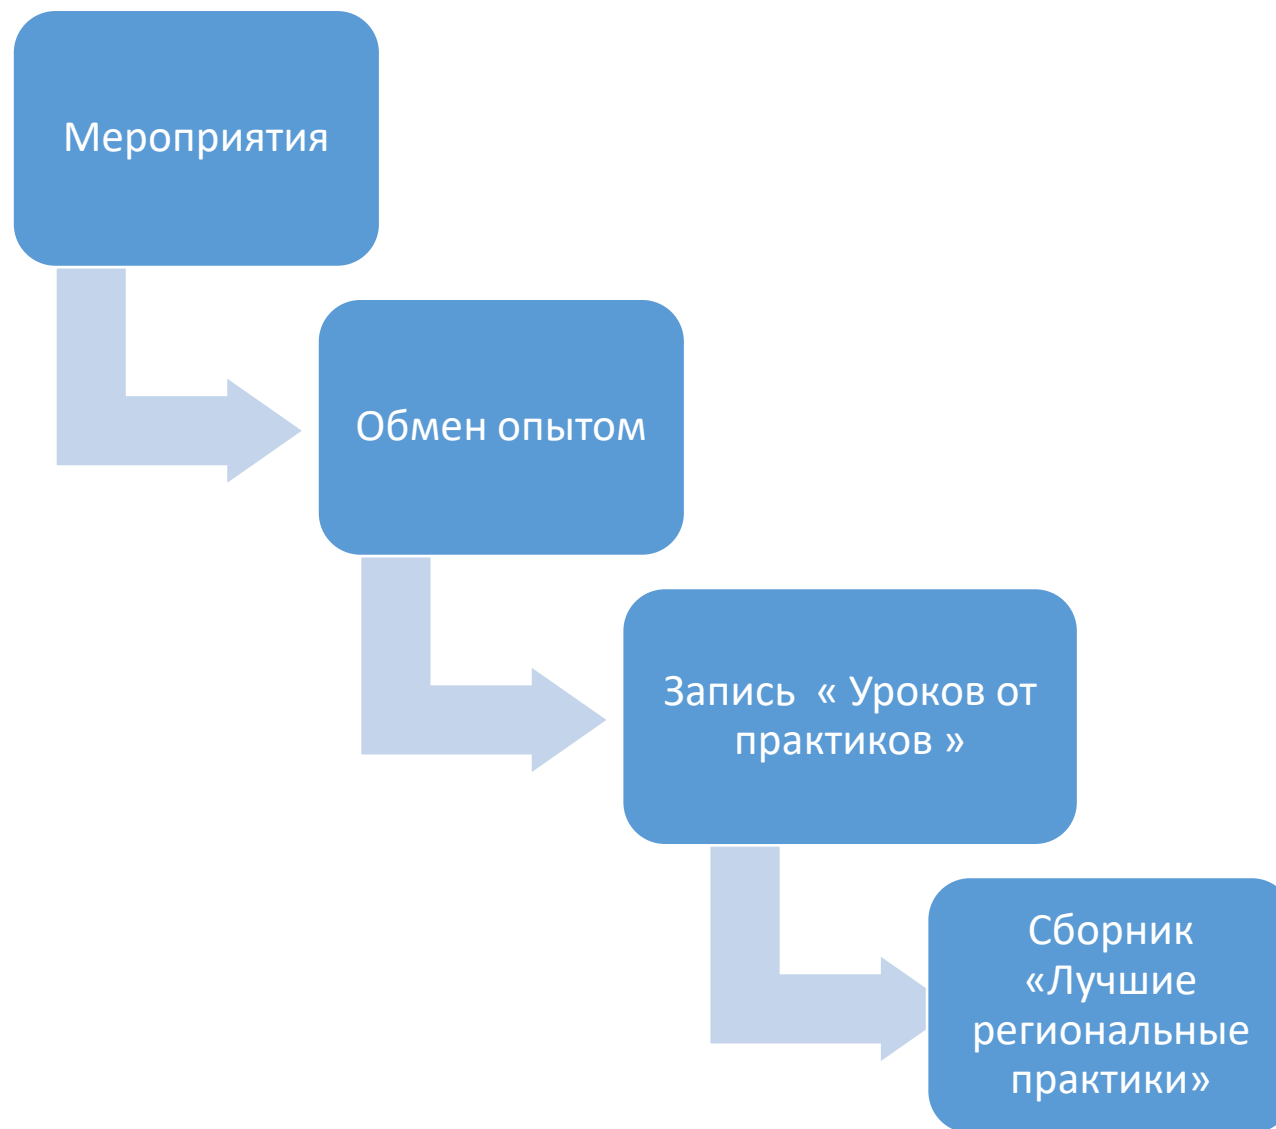 Мероприятия
Обмен опытом
Запись « Уроков от
практиков »
Сборник
«Лучшие
региональные
практики»